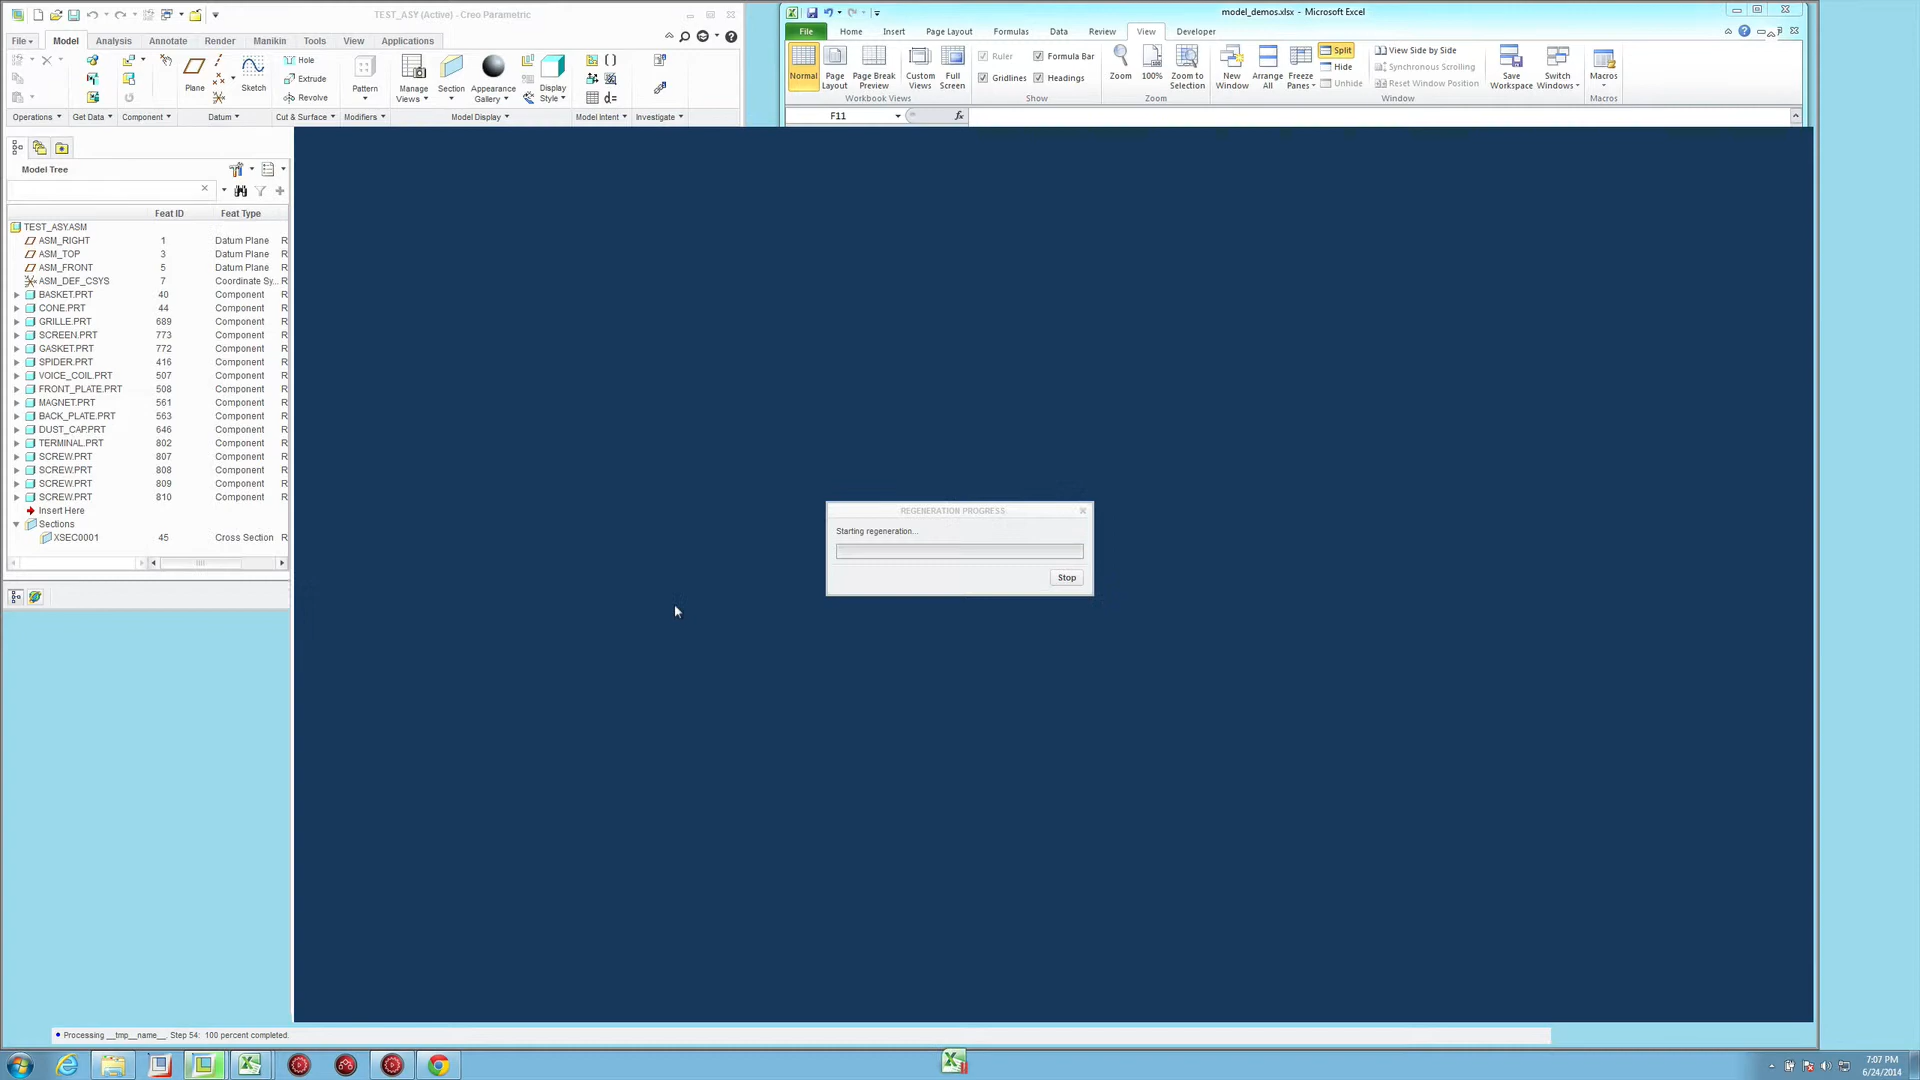 TEST_ASY (Active) - Creo Parametric
File
Model
Analysis
Annotate
Render
Manikin
Tools
View
Applications
Plane
Sketch
Hole
Extrude
Revolve
Pattern
Manage Views
Section
Appearance Gallery
Display Style
Operations
Get Data
Component
Datum
Cut & Surface
Modifiers
Model Display
Model Intent
Investigate
model_demos.xlsx - Microsoft Excel
File
Home
Insert
Page Layout
Formulas
Data
Review
View
Developer
Normal
Page Layout
Page Break Preview
Custom Views
Full Screen
Ruler
Formula Bar
Gridlines
Headings
Zoom
100%
Zoom to Selection
New Window
Arrange All
Freeze Panes
Split
Hide
Unhide
View Side by Side
Synchronous Scrolling
Reset Window Position
Save Workspace
Switch Windows
Macros
Workbook Views
Show
Zoom
Window
Macros
F11
fx
Model Tree
Feat ID Feat Type
TEST_ASY.ASM
ASM_RIGHT 1 Datum Plane R
ASM_TOP 3 Datum Plane R
ASM_FRONT 5 Datum Plane R
ASM_DEF_CSYS 7 Coordinate Sy... R
BASKET.PRT 40 Component R
CONE.PRT 44 Component R
GRILLE.PRT 689 Component R
SCREEN.PRT 773 Component R
GASKET.PRT 772 Component R
SPIDER.PRT 416 Component R
VOICE_COIL.PRT 507 Component R
FRONT_PLATE.PRT 508 Component R
MAGNET.PRT 561 Component R
BACK_PLATE.PRT 563 Component R
DUST_CAP.PRT 646 Component R
TERMINAL.PRT 802 Component R
SCREW.PRT 807 Component R
SCREW.PRT 808 Component R
SCREW.PRT 809 Component R
SCREW.PRT 810 Component R
Insert Here
Sections
XSEC0001 45 Cross Section R
REGENERATION PROGRESS
Starting regeneration...
Stop
Processing __tmp__name__. Step 54: 100 percent completed.
7:07 PM
6/24/2014